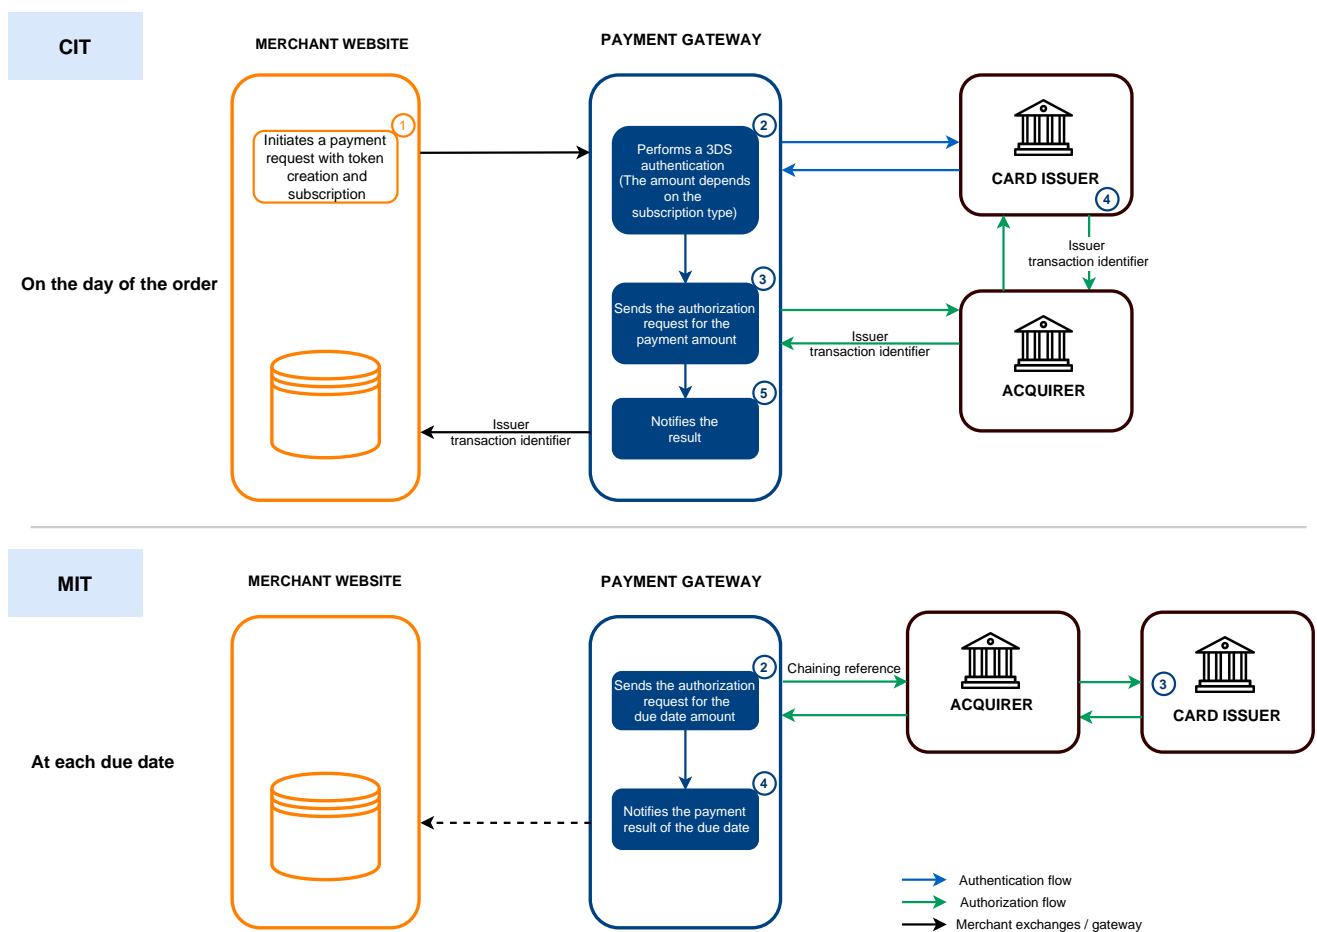 CIT
MERCHANT WEBSITE
PAYMENT GATEWAY
1
Initiates a payment
request with token
creation and
subscription
2
Performs a 3DS
authentication
(The amount depends
on the
subscription type)
CARD ISSUER
4
Issuer
transaction identifier
On the day of the order
3
Sends the authorization
request for the
payment amount
Issuer
transaction identifier
ACQUIRER
5
Notifies the
result
Issuer
transaction identifier
MIT
MERCHANT WEBSITE
PAYMENT GATEWAY
2
Sends the authorization
request for the
due date amount
Chaining reference
ACQUIRER
3
CARD ISSUER
At each due date
4
Notifies the payment
result of the due date
Authentication flow
Authorization flow
Merchant exchanges / gateway